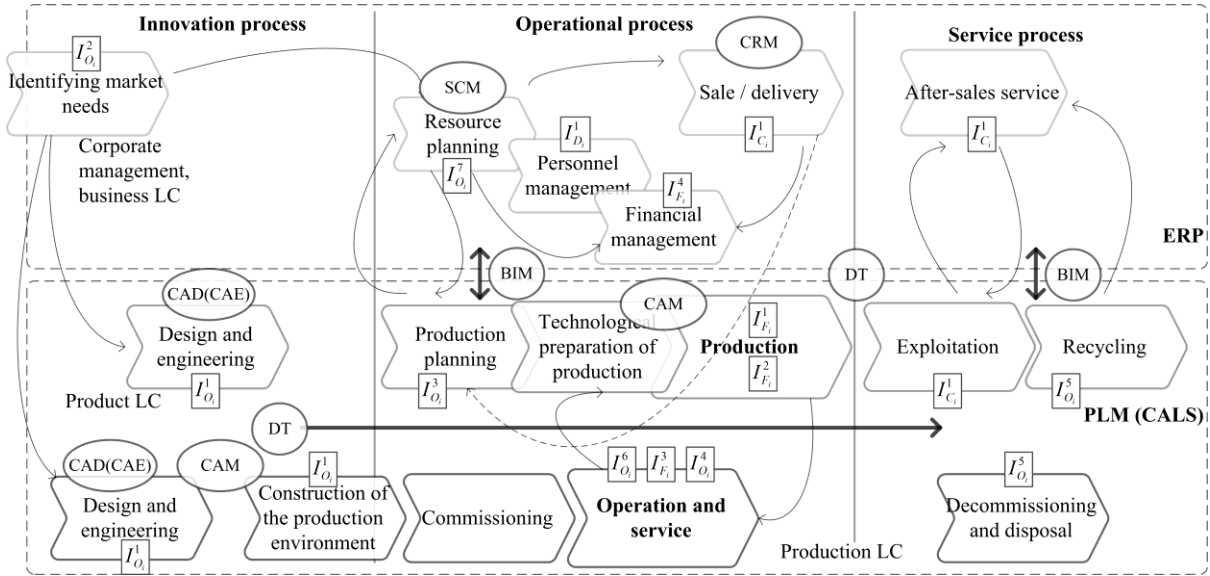 Innovation process
Operational process
Service process
I_{O_i}^2
Identifying market
needs
Corporate
management,
business LC
SCM
Resource
planning
I_{O_i}^7
I_{D_i}^1
Personnel
management
I_{F_i}^4
Financial
management
CRM
Sale / delivery
I_{C_i}^1
After-sales service
I_{C_i}^1
ERP
BIM
DT
BIM
CAD(CAE)
Design and
engineering
I_{O_i}^1
Product LC
Production
planning
I_{O_i}^3
Technological
preparation of
production
CAM
I_{F_i}^1
Production
I_{F_i}^2
Exploitation
I_{C_i}^1
Recycling
I_{O_i}^5
PLM (CALS)
DT
CAD(CAE)
Design and
engineering
I_{O_i}^1
CAM
I_{O_i}^1
Construction of
the production
environment
Commissioning
I_{O_i}^6
I_{F_i}^3
I_{O_i}^4
Operation and
service
Production LC
I_{O_i}^5
Decommissioning
and disposal